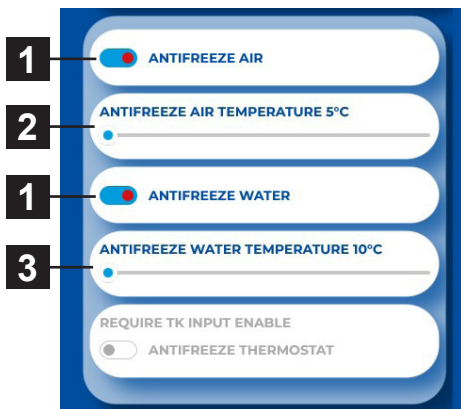 1 ANTIFREEZE AIR
2 ANTIFREEZE AIR TEMPERATURE 5°C
1 ANTIFREEZE WATER
3 ANTIFREEZE WATER TEMPERATURE 10°C
REQUIRE TK INPUT ENABLE
ANTIFREEZE THERMOSTAT